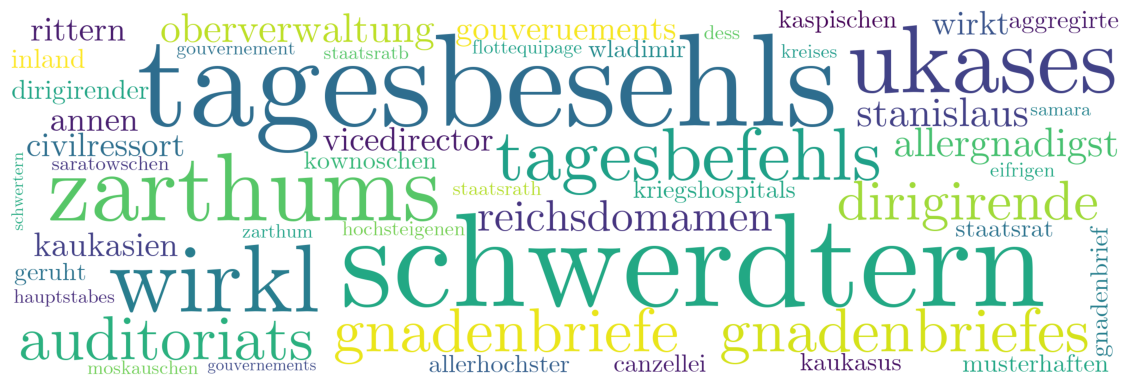 rittern oberverwaltung gouveruements kaspischen wirkt aggregirte
inland gouvernement staatsratb flottequipage wladimir dess kreises
dirigirender tagesbesehls ukases
annen vicedirector stanislaus samara
civilressort tagesbefehls allergnadigst
saratowschen kownoschen eifrigen
schwertern zarthums staatsrath kriegshospitals dirigirende
zarthum hochsteigenen reichsdomamen staatsrat
kaukasien wirkl schwerdtern gnadenbrief
geruht
hauptstabes
auditoriats gnadenbriefe gnadenbriefes
moskauschen gouvernements allerhochster canzellei kaukasus musterhaften